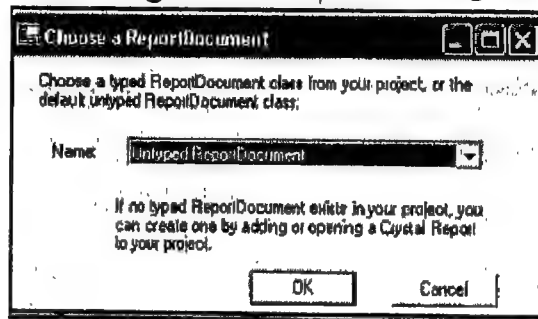 Choose a ReportDocument
Choose a typed ReportDocument class from your project, or the
default untyped ReportDocument class;
Name: Untyped ReportDocument
If no typed ReportDocument exists in your project, you
can create one by adding or opening a Crystal Report
to your project.
OK Cancel